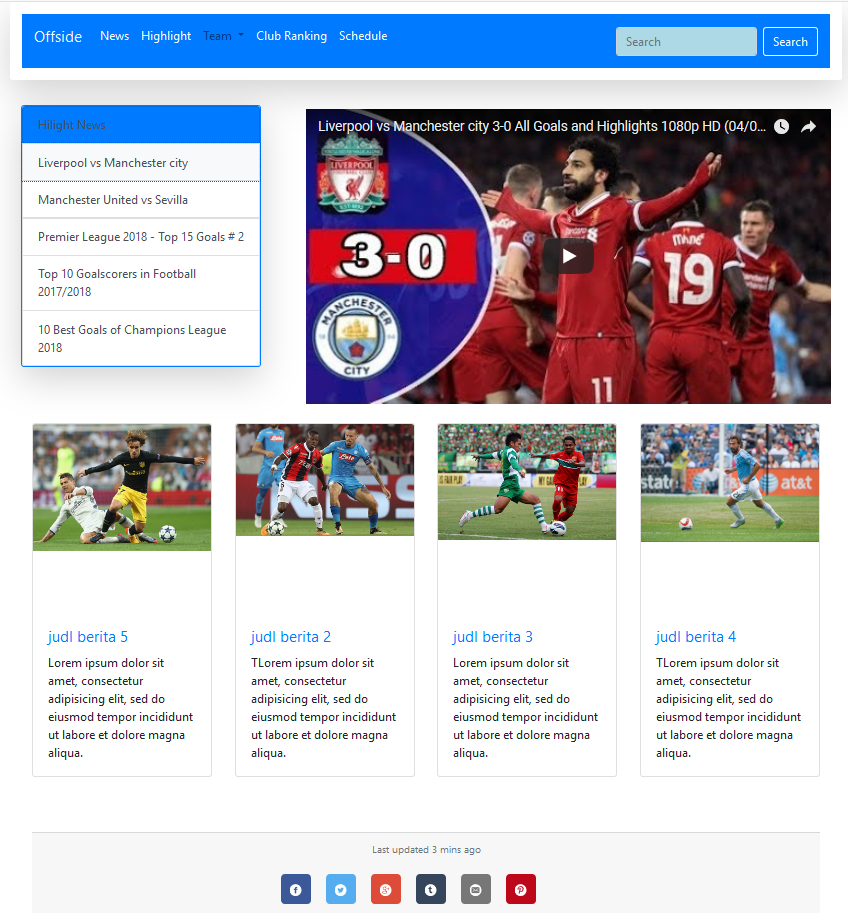 Offside News Highlight Team Club Ranking Schedule Search Search
Hilight News
Liverpool vs Manchester city
Manchester United vs Sevilla
Premier League 2018 - Top 15 Goals # 2
Top 10 Goalscorers in Football
2017/2018
10 Best Goals of Champions League
2018
Liverpool vs Manchester city 3-0 All Goals and Highlights 1080p HD (04/0...
LIVERPOOL
3-0
MANCHESTER
CITY
MANÉ
19
11
at&t
judl berita 5
Lorem ipsum dolor sit
amet, consectetur
adipisicing elit, sed do
eiusmod tempor incididunt
ut labore et dolore magna
aliqua.
judl berita 2
TLorem ipsum dolor sit
amet, consectetur
adipisicing elit, sed do
eiusmod tempor incididunt
ut labore et dolore magna
aliqua.
judl berita 3
Lorem ipsum dolor sit
amet, consectetur
adipisicing elit, sed do
eiusmod tempor incididunt
ut labore et dolore magna
aliqua.
judl berita 4
TLorem ipsum dolor sit
amet, consectetur
adipisicing elit, sed do
eiusmod tempor incididunt
ut labore et dolore magna
aliqua.
Last updated 3 mins ago